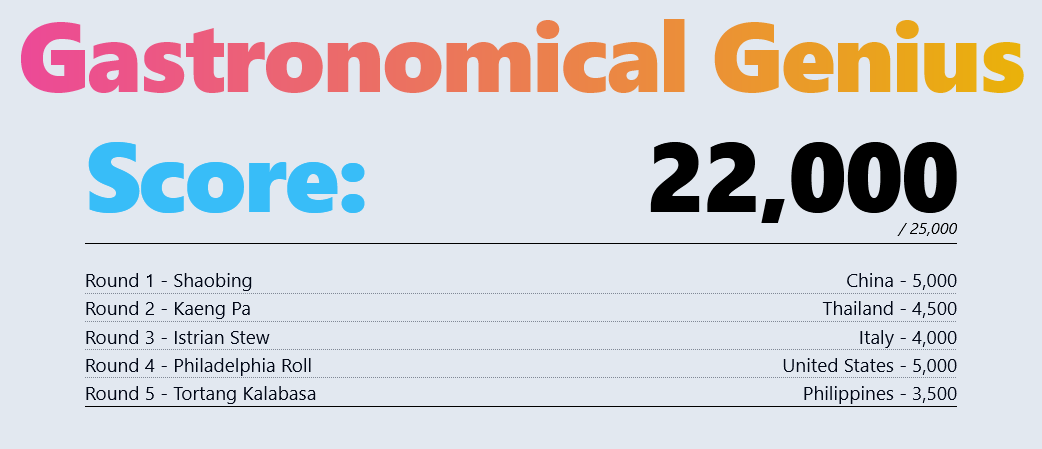 Gastronomical Genius
Score: 22,000
/ 25,000
Round 1 - Shaobing China - 5,000
Round 2 - Kaeng Pa Thailand - 4,500
Round 3 - Istrian Stew Italy - 4,000
Round 4 - Philadelphia Roll United States - 5,000
Round 5 - Tortang Kalabasa Philippines - 3,500